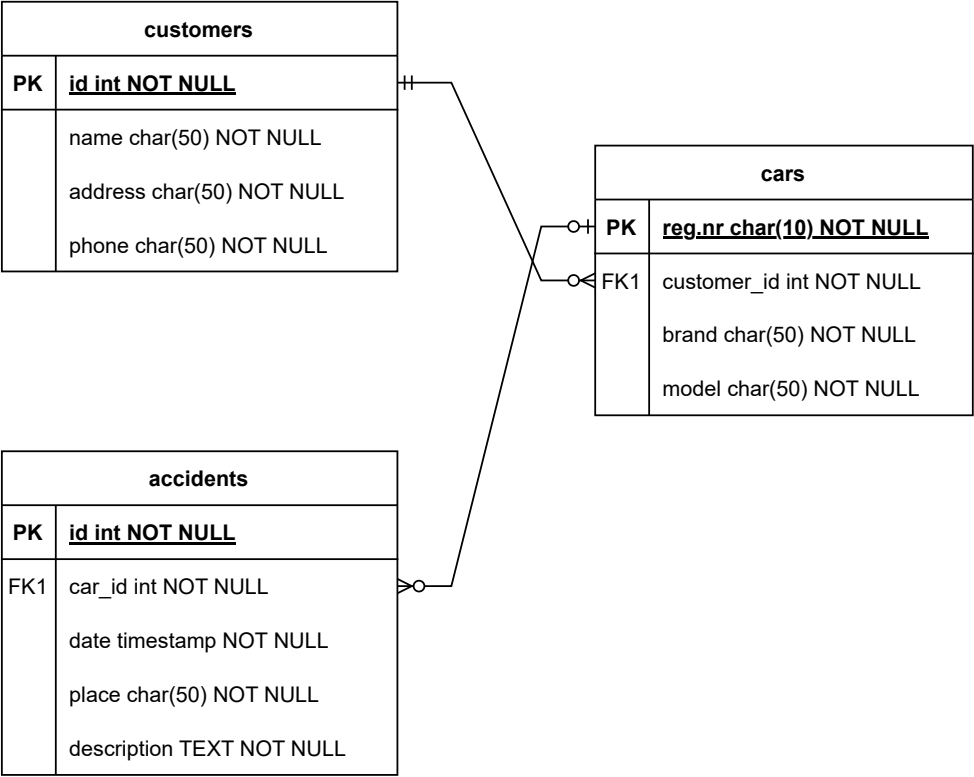 customers
PK id int NOT NULL
name char(50) NOT NULL
address char(50) NOT NULL
phone char(50) NOT NULL
cars
PK reg.nr char(10) NOT NULL
FK1 customer_id int NOT NULL
brand char(50) NOT NULL
model char(50) NOT NULL
accidents
PK id int NOT NULL
FK1 car_id int NOT NULL
date timestamp NOT NULL
place char(50) NOT NULL
description TEXT NOT NULL